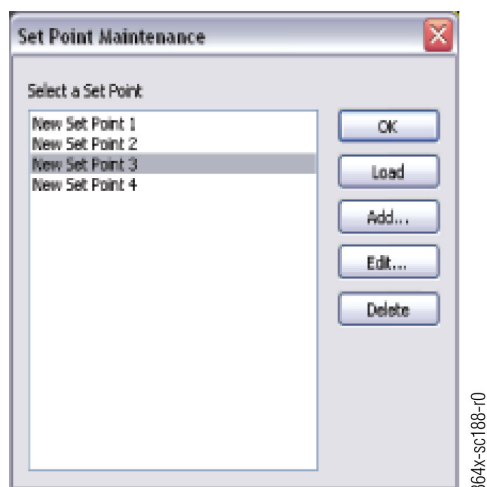 Set Point Maintenance
Select a Set Point
New Set Point 1
New Set Point 2
New Set Point 3
New Set Point 4
OK
Load
Add...
Edit...
Delete
364x-sc188-r0